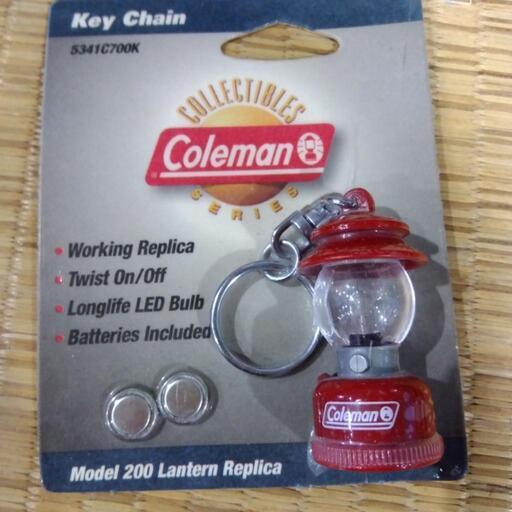 Key Chain
5341C700K
COLLECTIBLES
Coleman
SERIES
• Working Replica
• Twist On/Off
• Longlife LED Bulb
• Batteries Included
Coleman
Model 200 Lantern Replica